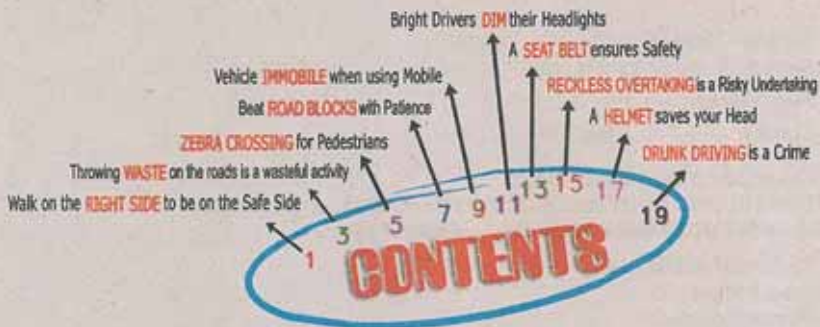 Bright Drivers DIM their Headlights
A SEAT BELT ensures Safety
Vehicle IMMOBILE when using Mobile
RECKLESS OVERTAKING is a Risky Undertaking
Beat ROAD BLOCKS with Patience
A HELMET saves your Head
ZEBRA CROSSING for Pedestrians
DRUNK DRIVING is a Crime
Throwing WASTE on the roads is a wasteful activity
Walk on the RIGHT SIDE to be on the Safe Side
1 3 5 7 9 11 13 15 17 19
CONTENTS